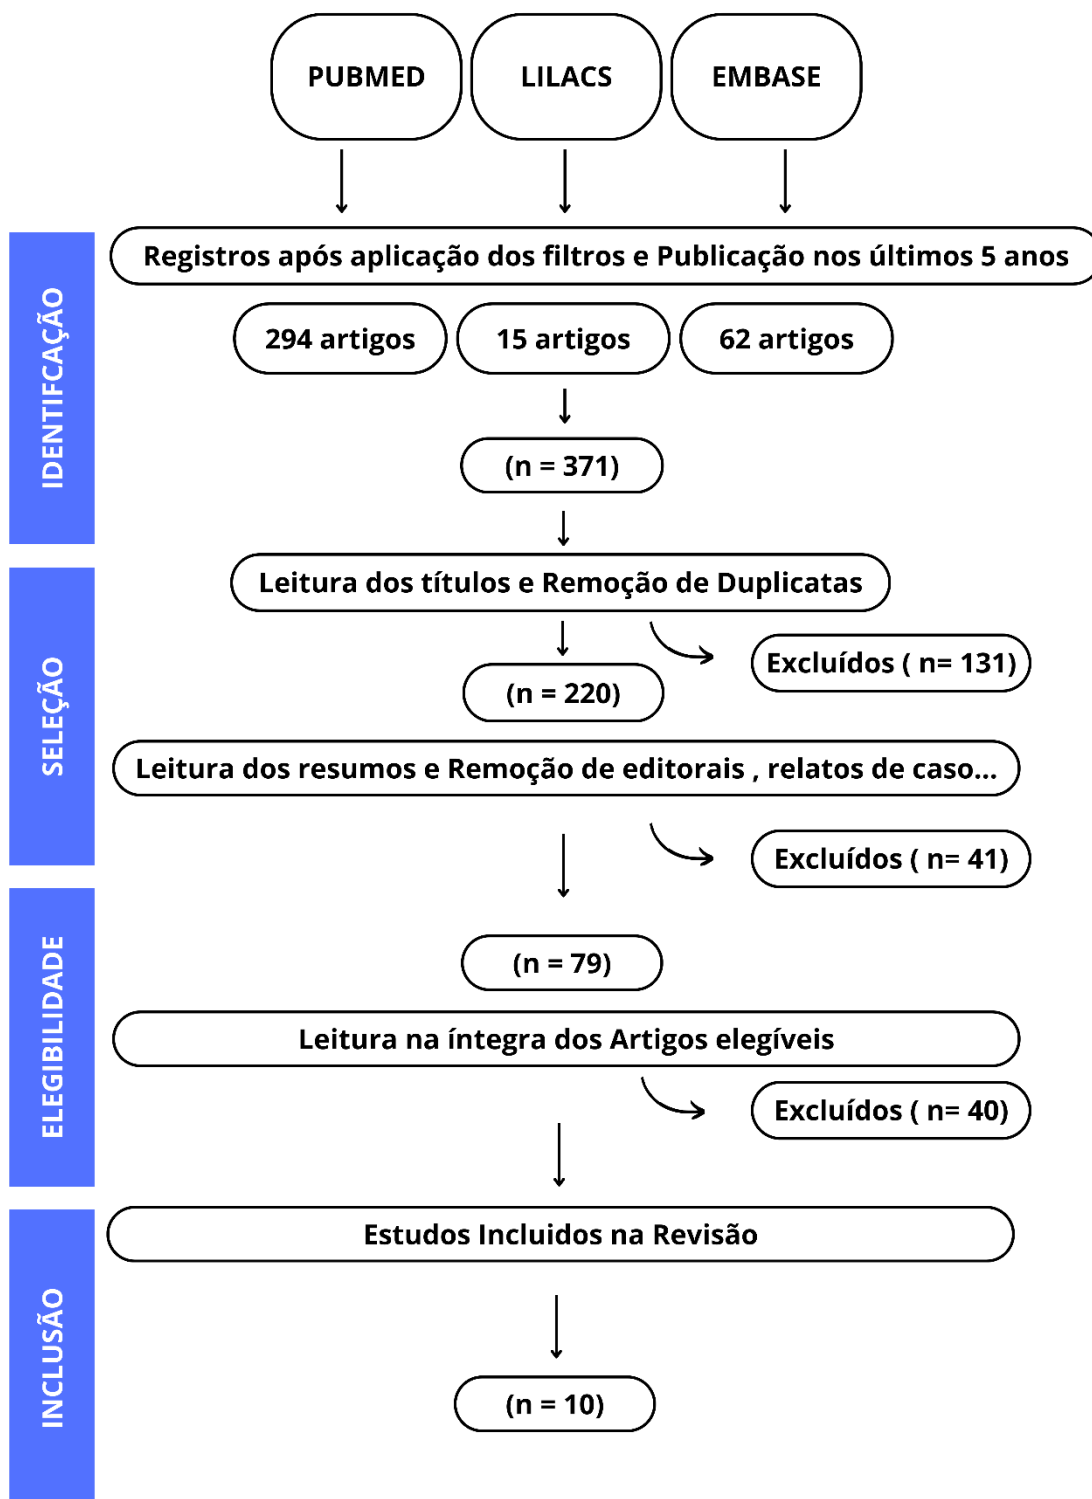 PUBMED
LILACS
EMBASE
IDENTIFCAÇÃO
Registros após aplicação dos filtros e Publicação nos últimos 5 anos
294 artigos
15 artigos
62 artigos
(n = 371)
SELEÇÃO
Leitura dos títulos e Remoção de Duplicatas
Excluídos ( n= 131)
(n = 220)
Leitura dos resumos e Remoção de editorais , relatos de caso...
Excluídos ( n= 41)
ELEGIBILIDADE
(n = 79)
Leitura na íntegra dos Artigos elegíveis
Excluídos ( n= 40)
INCLUSÃO
Estudos Incluidos na Revisão
(n = 10)